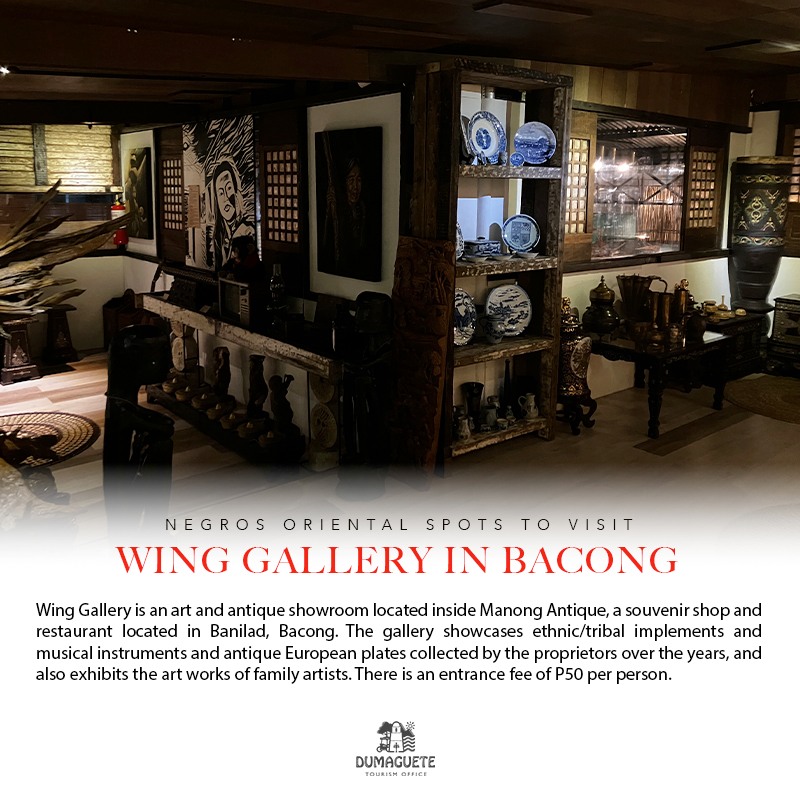 NEGROS ORIENTAL SPOTS TO VISIT
WING GALLERY IN BACONG
Wing Gallery is an art and antique showroom located inside Manong Antique, a souvenir shop and
restaurant located in Banilad, Bacong. The gallery showcases ethnic/tribal implements and
musical instruments and antique European plates collected by the proprietors over the years, and
also exhibits the art works of family artists. There is an entrance fee of P50 per person.
DUMAGUETE
TOURISM OFFICE